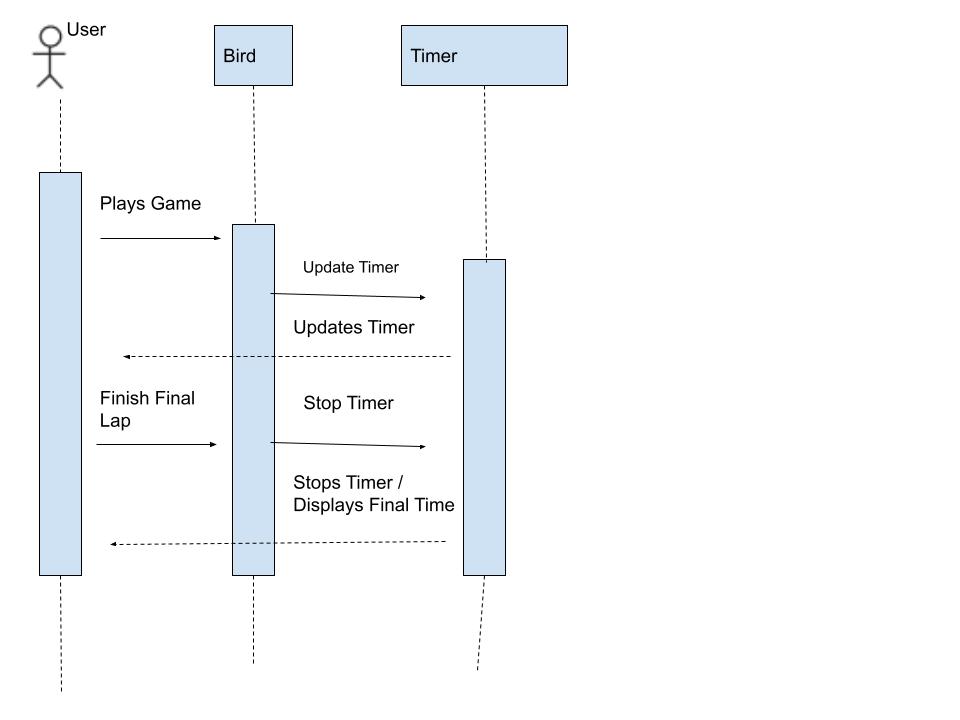 User
Bird
Timer
Plays Game
Update Timer
Updates Timer
Finish Final
Lap
Stop Timer
Stops Timer /
Displays Final Time